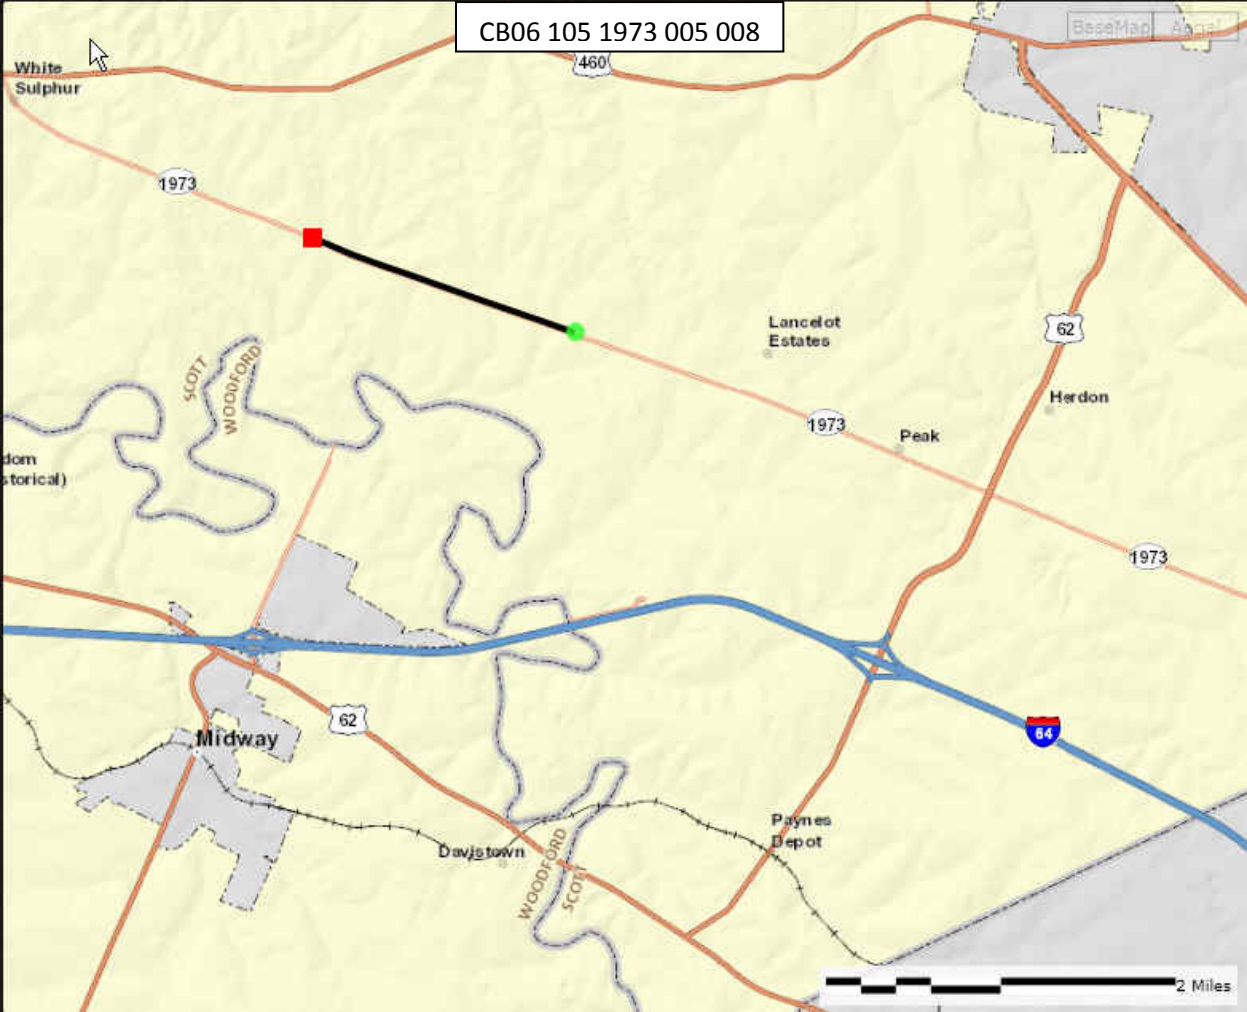 CB06 105 1973 005 008
BaseMap
460
White
Sulphur
1973
62
Lancelot
Estates
SCOTT
WOODFORD
Herdon
1973
Peak
dom
storical)
1973
62
64
Midway
Paynes
Depot
Davistown
WOODFORD
SCOTT
2 Miles